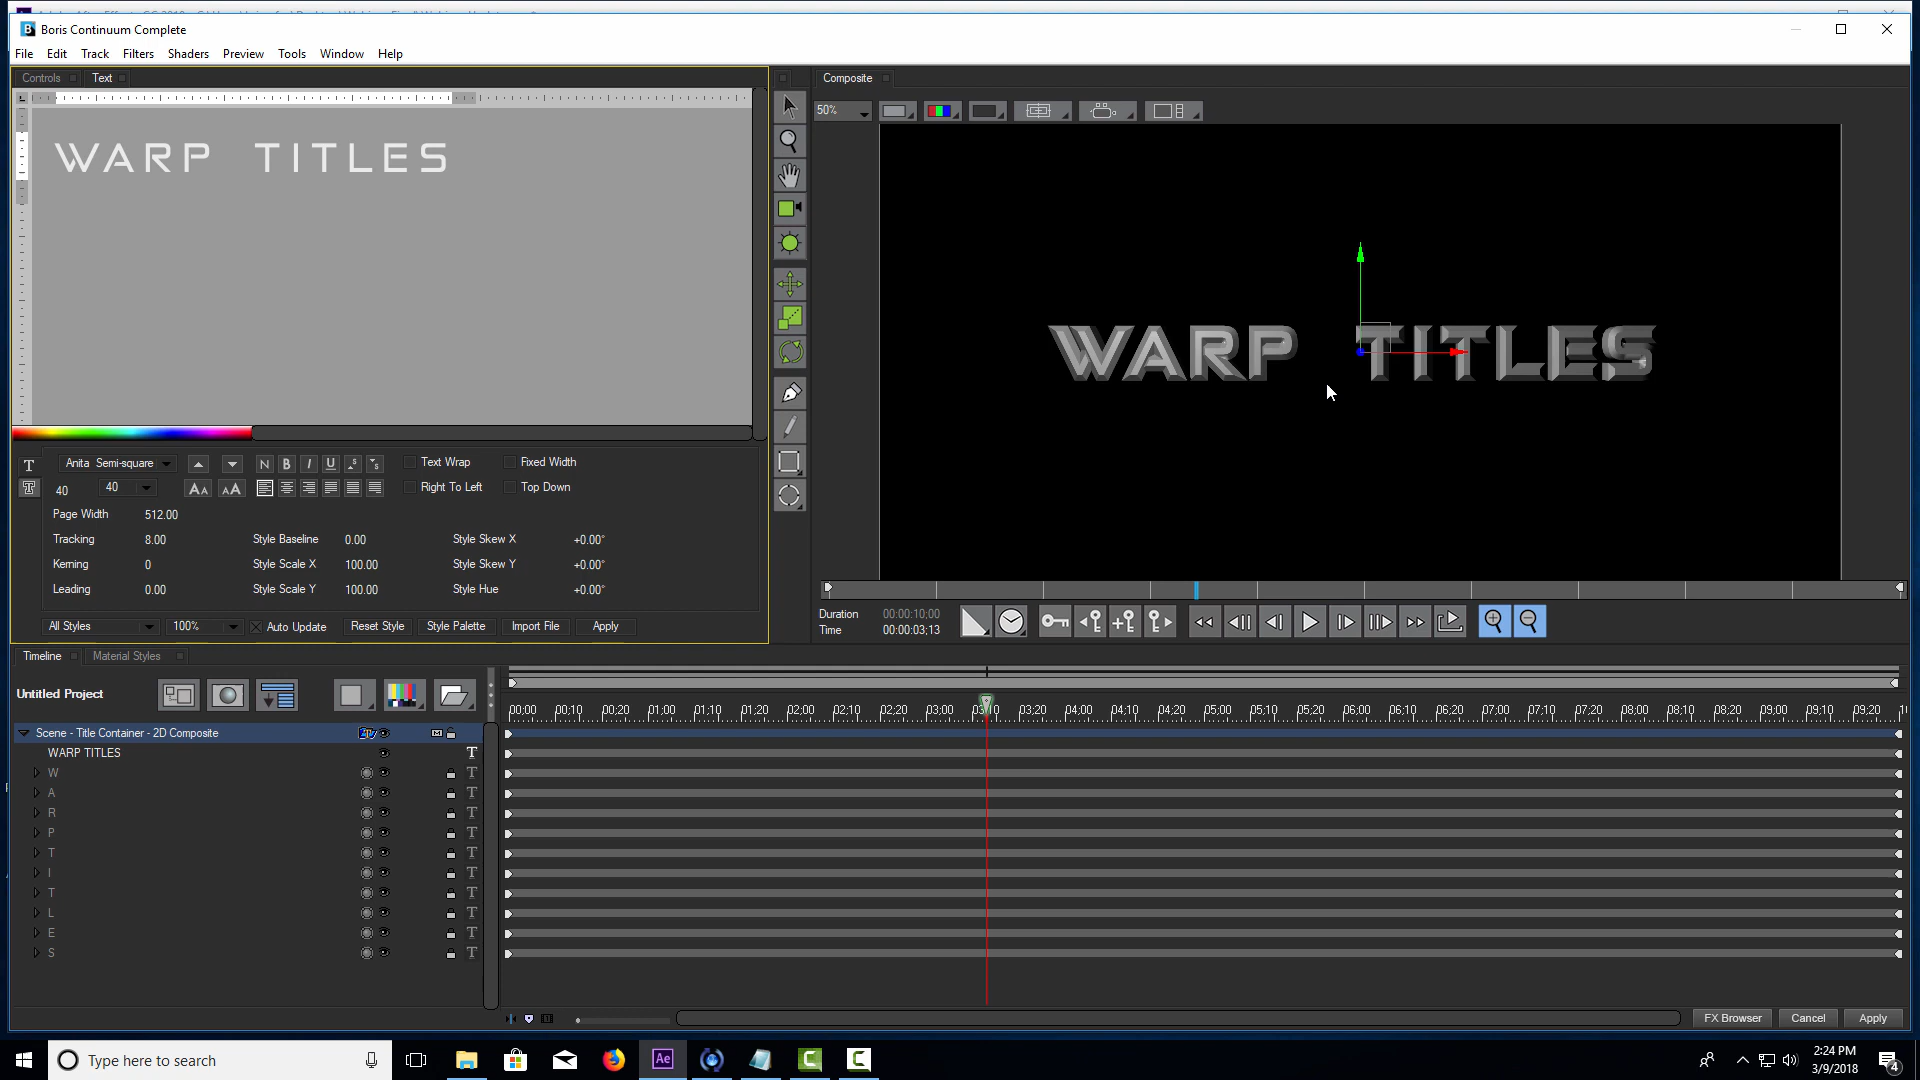 Boris Continuum Complete
File Edit Track Filters Shaders Preview Tools Window Help
Controls Text
WARP TITLES
Anita Semi-square
N B I U
Text Wrap Fixed Width
40 40
Right To Left Top Down
Page Width 512.00
Tracking 8.00 Style Baseline 0.00 Style Skew X +0.00°
Kerning 0 Style Scale X 100.00 Style Skew Y +0.00°
Leading 0.00 Style Scale Y 100.00 Style Hue +0.00°
All Styles 100% Auto Update Reset Style Style Palette Import File Apply
Composite
50%
WARP TITLES
Duration 00:00:10;00
Time 00:00:03;13
Timeline Material Styles
Untitled Project
00;00 00;10 00;20 01;00 01;10 01;20 02;00 02;10 02;20 03;00 03;10 03;20 04;00 04;10 04;20 05;00 05;10 05;20 06;00 06;10 06;20 07;00 07;10 07;20 08;00 08;10 08;20 09;00 09;10 09;20
Scene - Title Container - 2D Composite
WARP TITLES T
W T
A T
R T
P T
T T
I T
T T
L T
E T
S T
FX Browser Cancel Apply
Type here to search
Ae
2:24 PM
3/9/2018
4